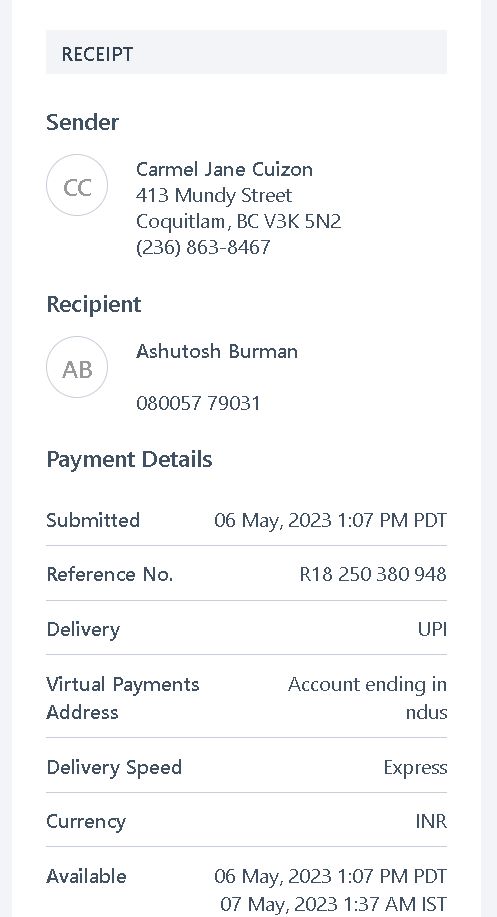 RECEIPT
Sender
CC
Carmel Jane Cuizon
413 Mundy Street
Coquitlam, BC V3K 5N2
(236) 863-8467
Recipient
AB
Ashutosh Burman
080057 79031
Payment Details
Submitted 06 May, 2023 1:07 PM PDT
Reference No. R18 250 380 948
Delivery UPI
Virtual Payments Account ending in
Address ndus
Delivery Speed Express
Currency INR
Available 06 May, 2023 1:07 PM PDT
07 May, 2023 1:37 AM IST